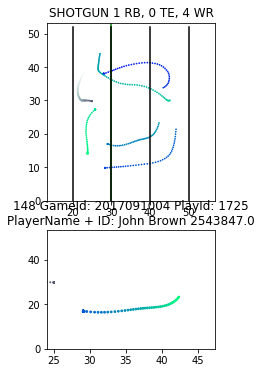 SHOTGUN 1 RB, 0 TE, 4 WR
50
40
30
20
10
0
20 30 40 50
148 GameId: 2017091004 PlayId: 1725
PlayerName + ID: John Brown 2543847.0
40
20
0
25 30 35 40 45